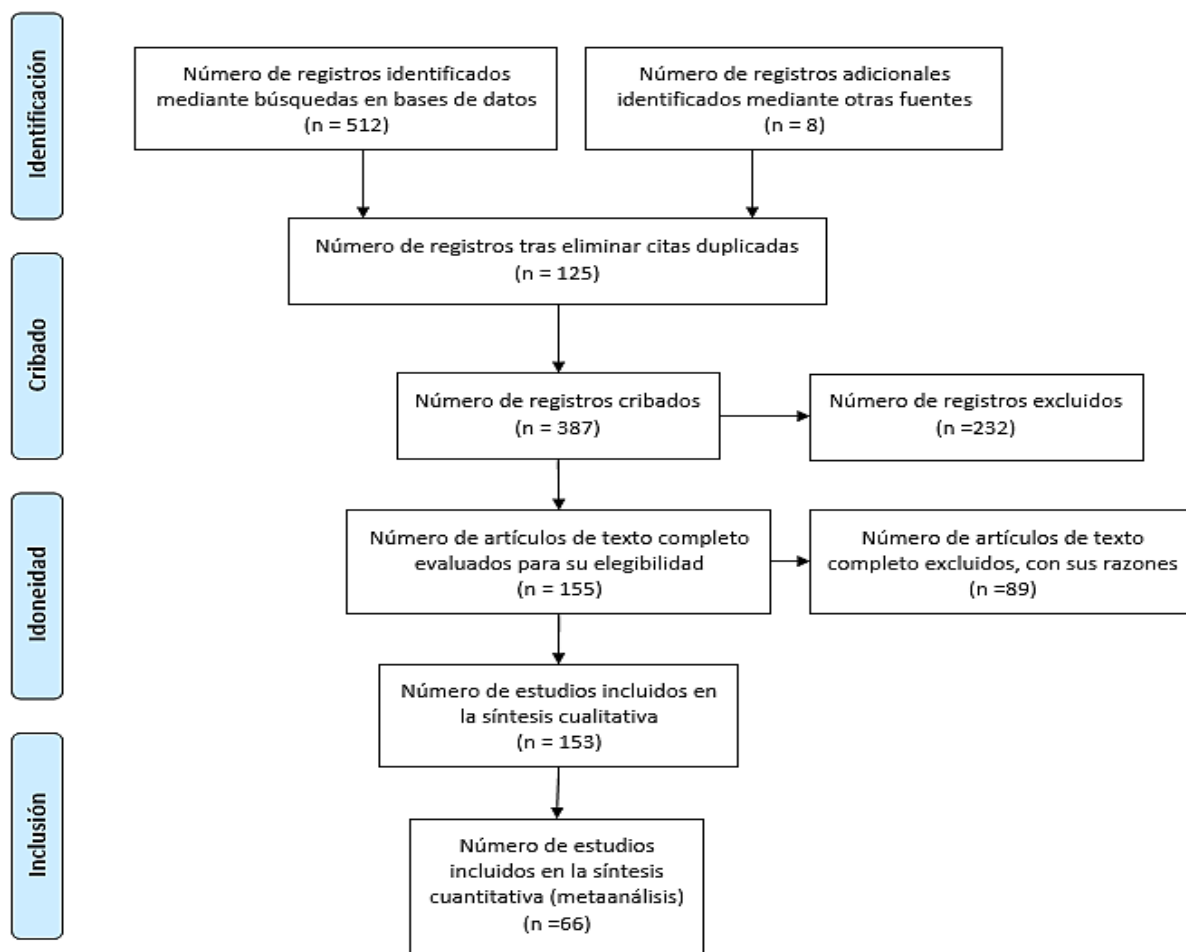 Identificación
Número de registros identificados
mediante búsquedas en bases de datos
(n = 512)
Número de registros adicionales
identificados mediante otras fuentes
(n = 8)
Número de registros tras eliminar citas duplicadas
(n = 125)
Cribado
Número de registros cribados
(n = 387)
Número de registros excluidos
(n =232)
Idoneidad
Número de artículos de texto completo
evaluados para su elegibilidad
(n = 155)
Número de artículos de texto
completo excluidos, con sus razones
(n =89)
Número de estudios incluidos en
la síntesis cualitativa
(n = 153)
Inclusión
Número de estudios
incluidos en la síntesis
cuantitativa (metaanálisis)
(n =66)